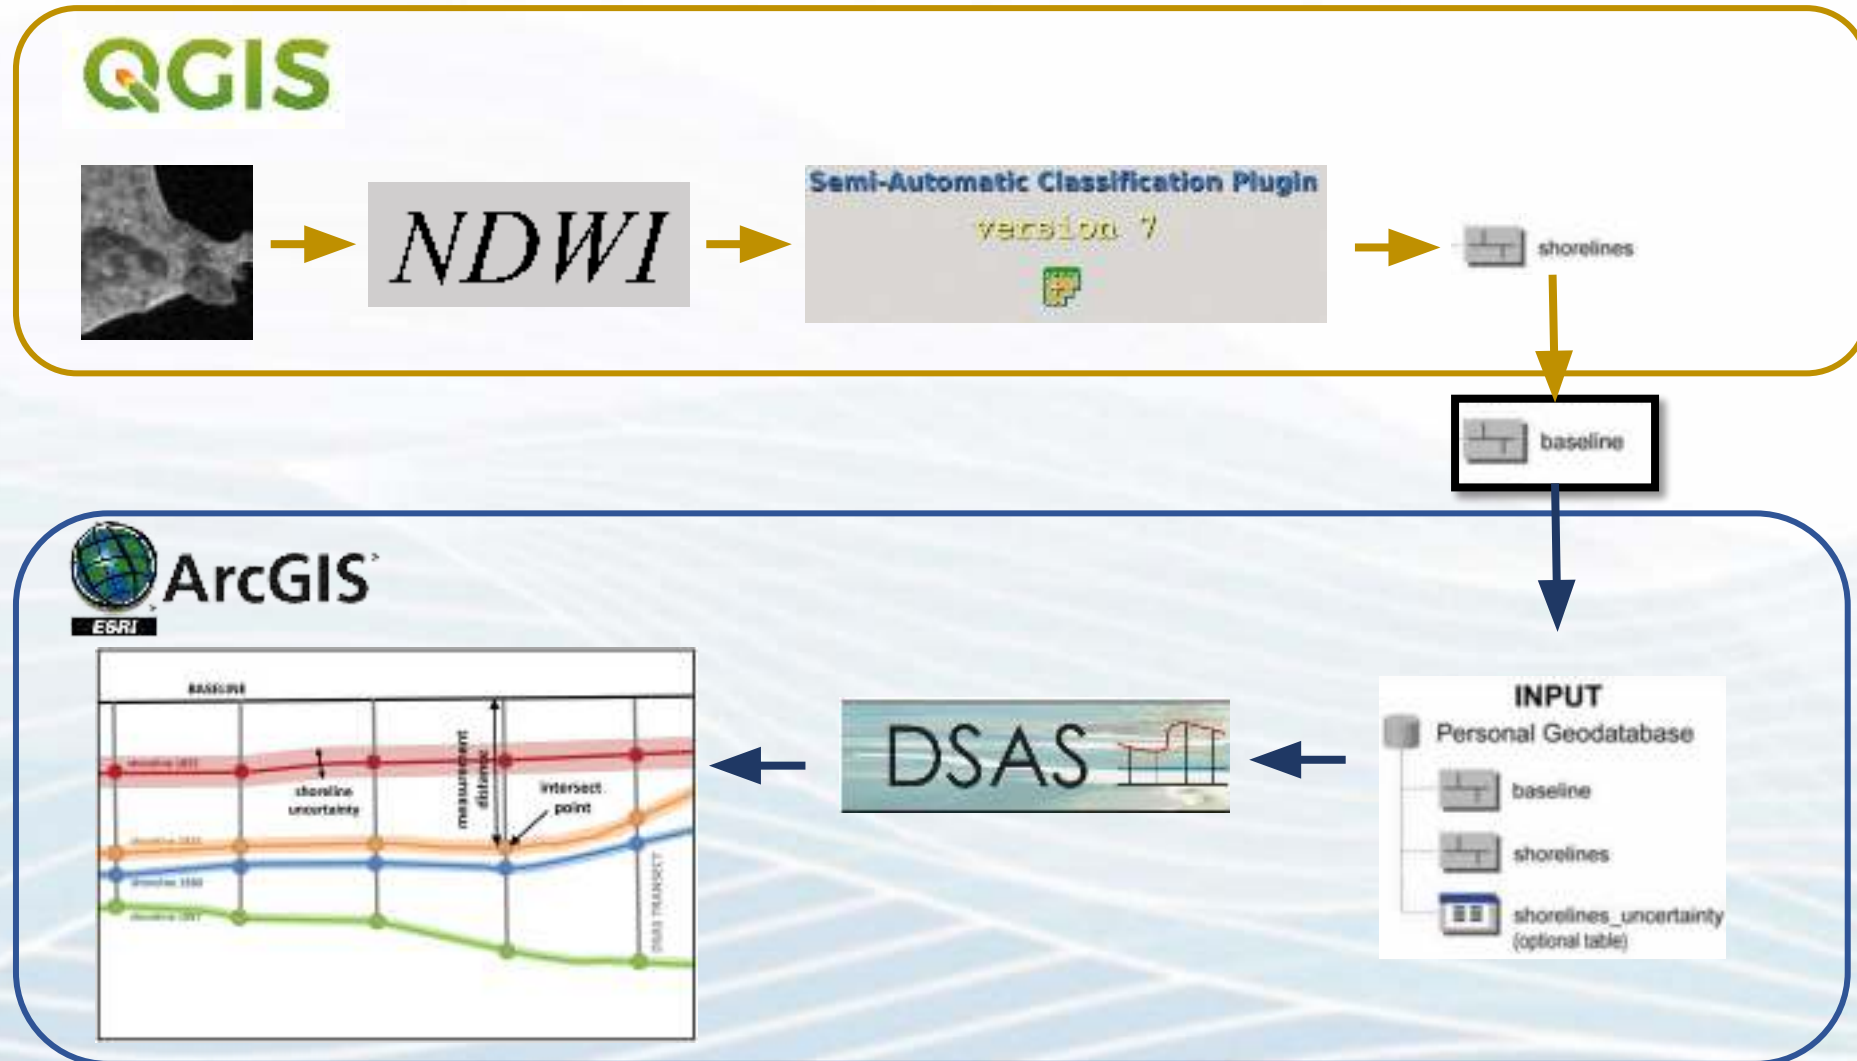 QGIS
NDWI
Semi-Automatic Classification Plugin
version 7
shorelines
baseline
ArcGIS
ESRI
BASELINE
shoreline
uncertainty
measurement
distance
intersect
point
DSAS TRANSECT
DSAS
INPUT
Personal Geodatabase
baseline
shorelines
shorelines_uncertainty
(optional table)